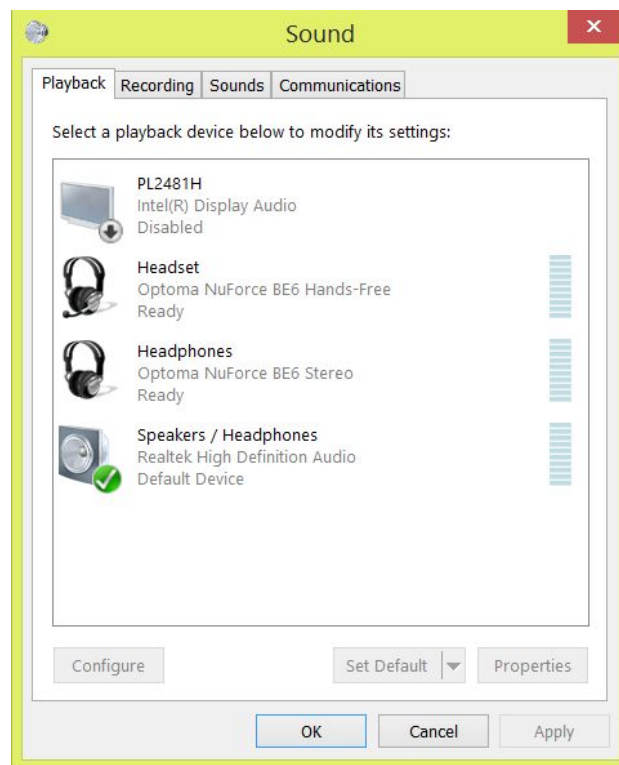 Sound
Playback Recording Sounds Communications
Select a playback device below to modify its settings:
PL2481H
Intel(R) Display Audio
Disabled
Headset
Optoma NuForce BE6 Hands-Free
Ready
Headphones
Optoma NuForce BE6 Stereo
Ready
Speakers / Headphones
Realtek High Definition Audio
Default Device
Configure Set Default Properties
OK Cancel Apply